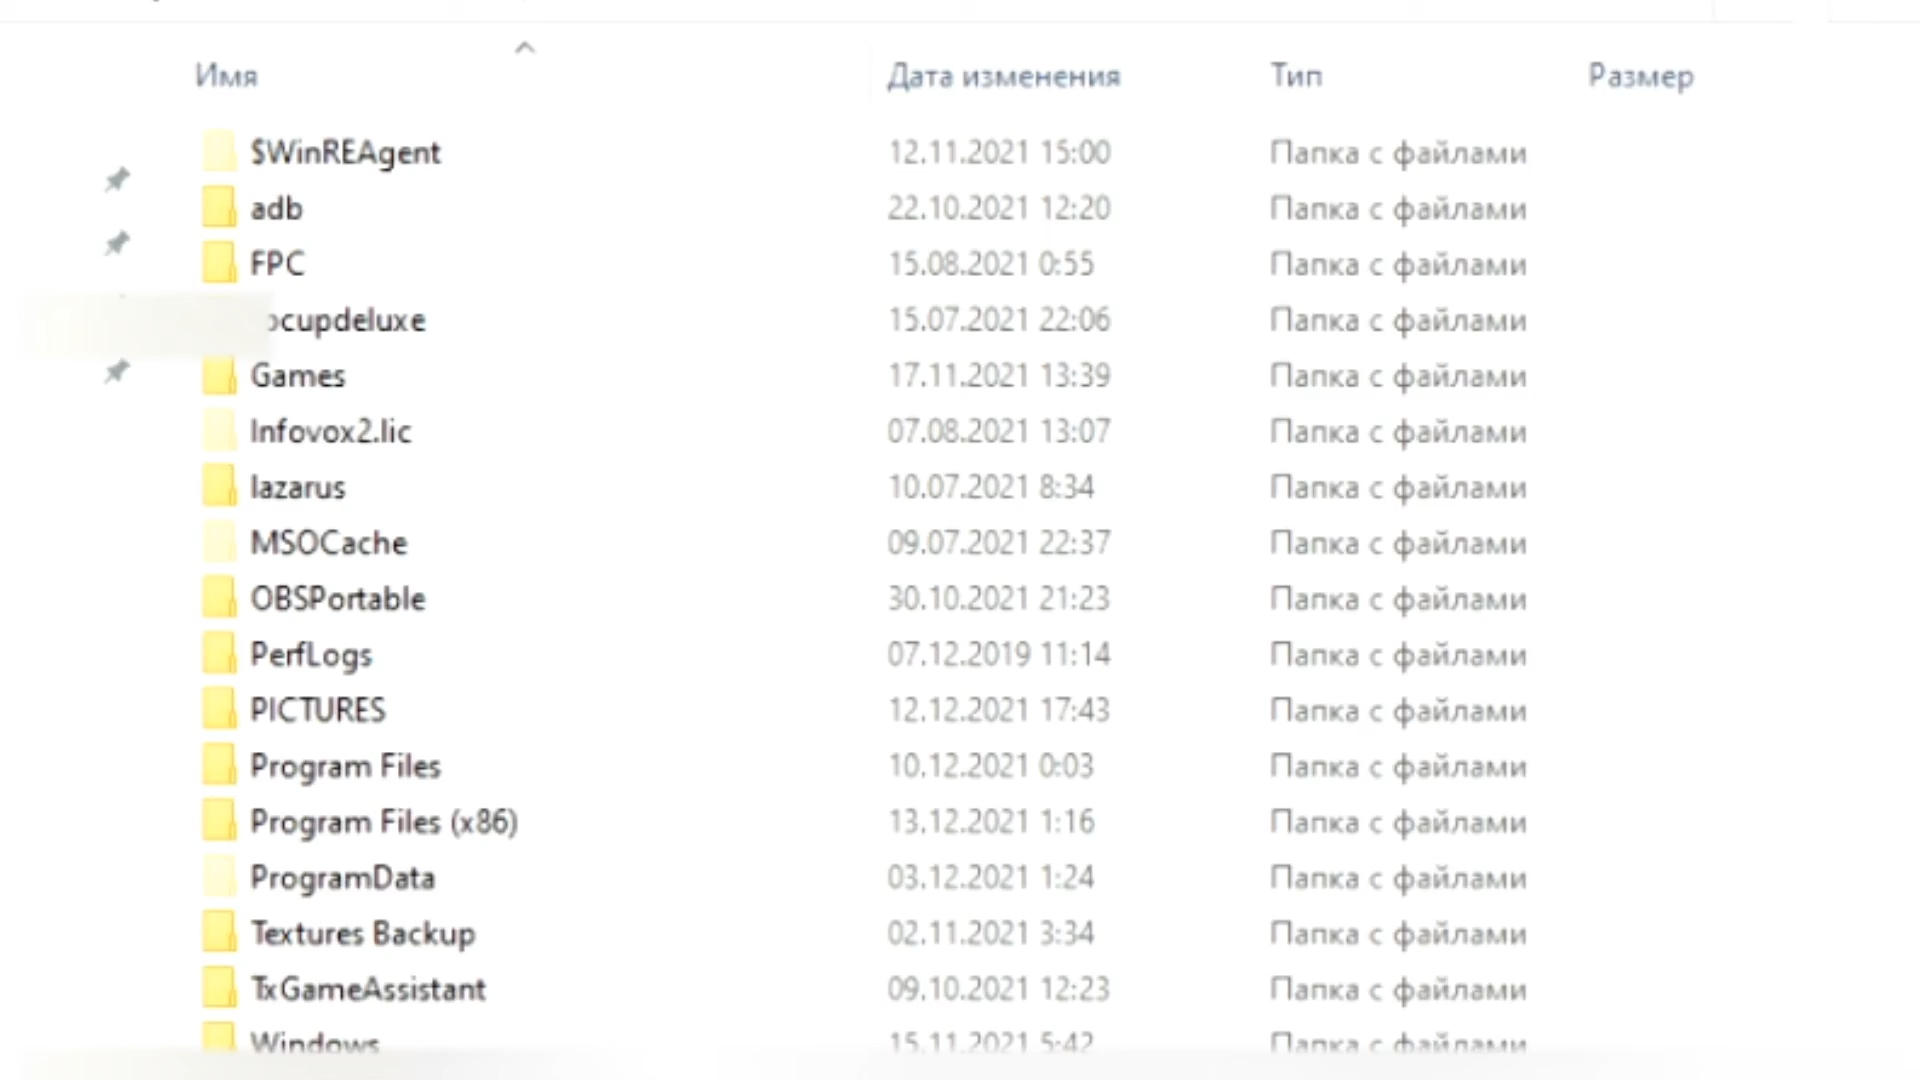 Имя Дата изменения Тип Размер
$WinREAgent 12.11.2021 15:00 Папка с файлами
adb 22.10.2021 12:20 Папка с файлами
FPC 15.08.2021 0:55 Папка с файлами
15.07.2021 22:06 Папка с файлами
Games 17.11.2021 13:39 Папка с файлами
Infovox2.lic 07.08.2021 13:07 Папка с файлами
lazarus 10.07.2021 8:34 Папка с файлами
MSOCache 09.07.2021 22:37 Папка с файлами
OBSPortable 30.10.2021 21:23 Папка с файлами
PerfLogs 07.12.2019 11:14 Папка с файлами
PICTURES 12.12.2021 17:43 Папка с файлами
Program Files 10.12.2021 0:03 Папка с файлами
Program Files (x86) 13.12.2021 1:16 Папка с файлами
ProgramData 03.12.2021 1:24 Папка с файлами
Textures Backup 02.11.2021 3:34 Папка с файлами
TxGameAssistant 09.10.2021 12:23 Папка с файлами
Windows 15.11.2021 5:42 Папка с файлами